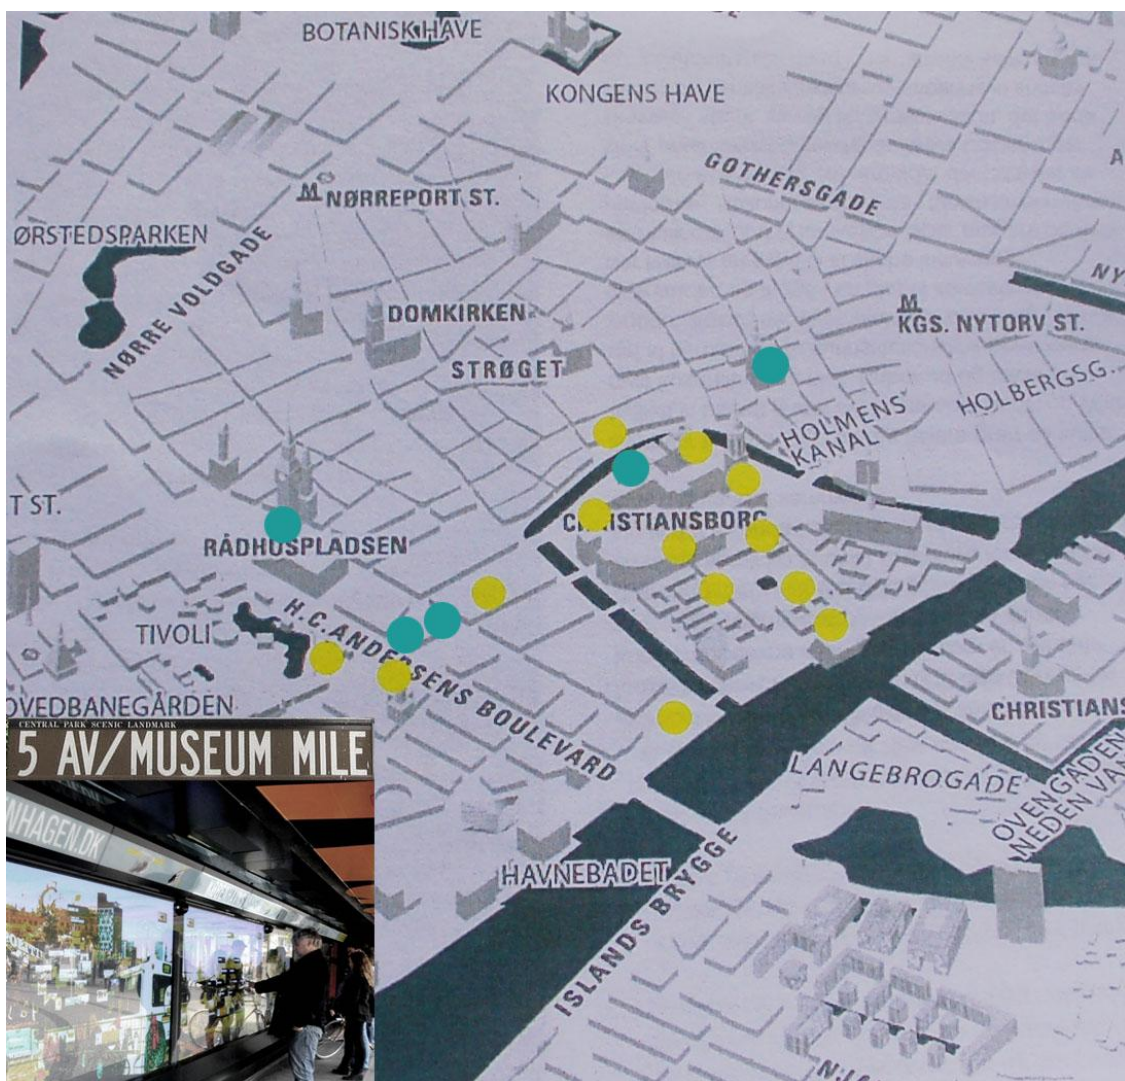 BOTANISK HAVE
KONGENS HAVE
GOTHERSGADE
NØRREPORT ST.
ØRSTEDSPARKEN
NØRRE VOLDGADE
M
M
DOMKIRKEN
KGS. NYTORV ST.
NY
A
STRØGET
HOLBERGSG.
HOLMENS
KANAL
T ST.
CHRISTIANSBORG
RÅDHUSPLADSEN
H.C. ANDERSENS BOULEVARD
TIVOLI
OVEDBANEGÅRDEN
CHRISTIANS
CENTRAL PARK SCENIC LANDMARK
5 AV/MUSEUM MILE
LANGEBROGADE
OVENGADEN
NEDEN VAN
NHAGEN.DK
HAVNEBADET
ISLANDS BRYGGE